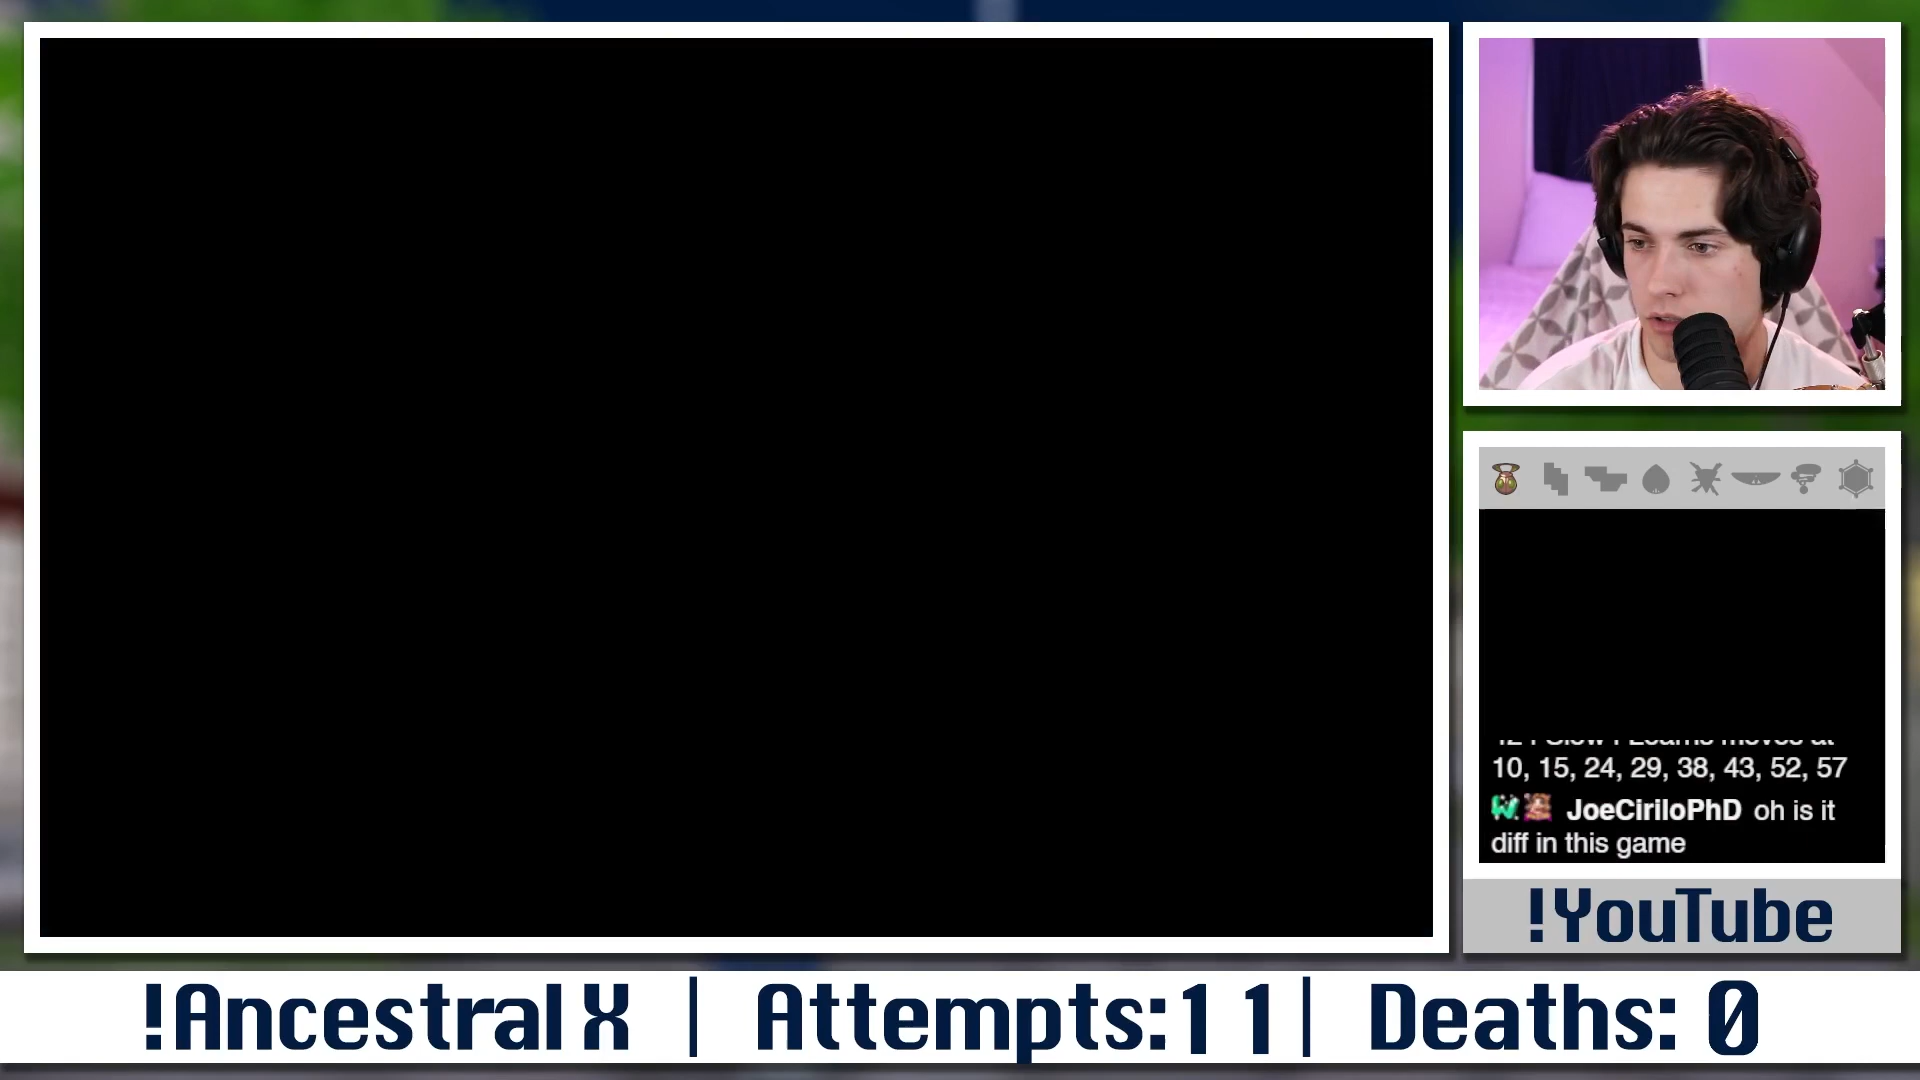 10, 15, 24, 29, 38, 43, 52, 57
JoeCiriloPhD oh is it
diff in this game
!YouTube
!Ancestral X | Attempts:11| Deaths: 0